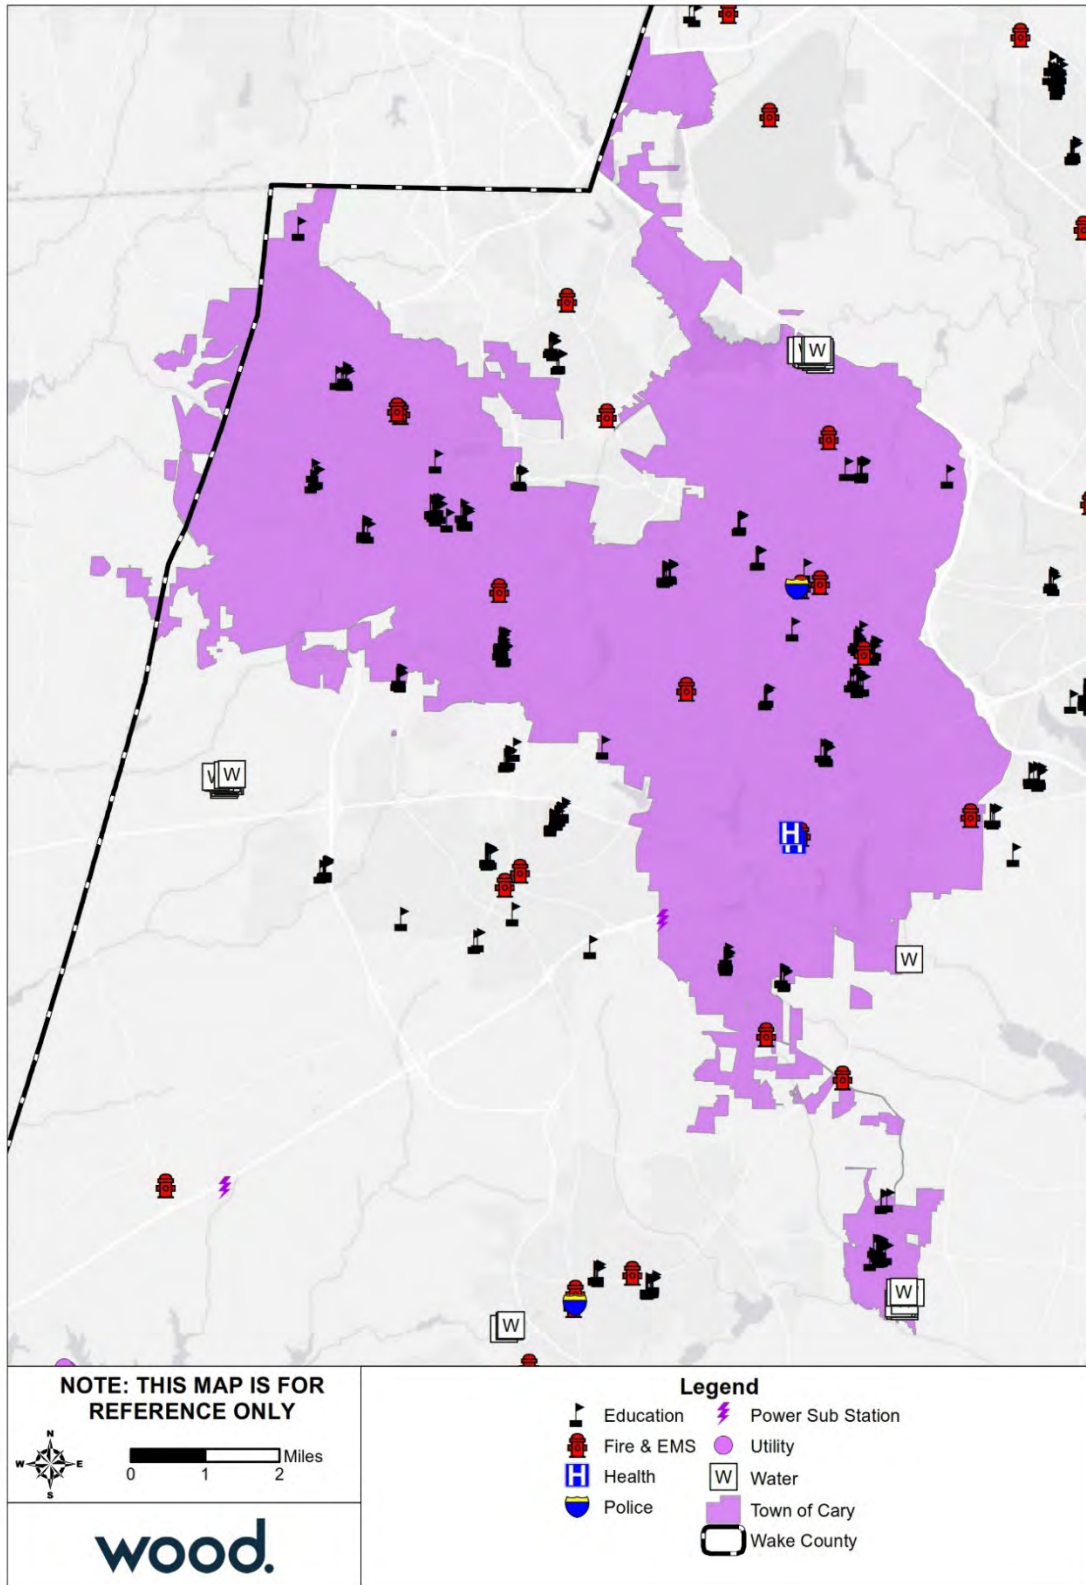 W
W
W
H
W
W
W
NOTE: THIS MAP IS FOR
REFERENCE ONLY
N
W E
S
0 1 2 Miles
wood.
Legend
Education
Fire & EMS
H Health
Police
Power Sub Station
Utility
W Water
Town of Cary
Wake County